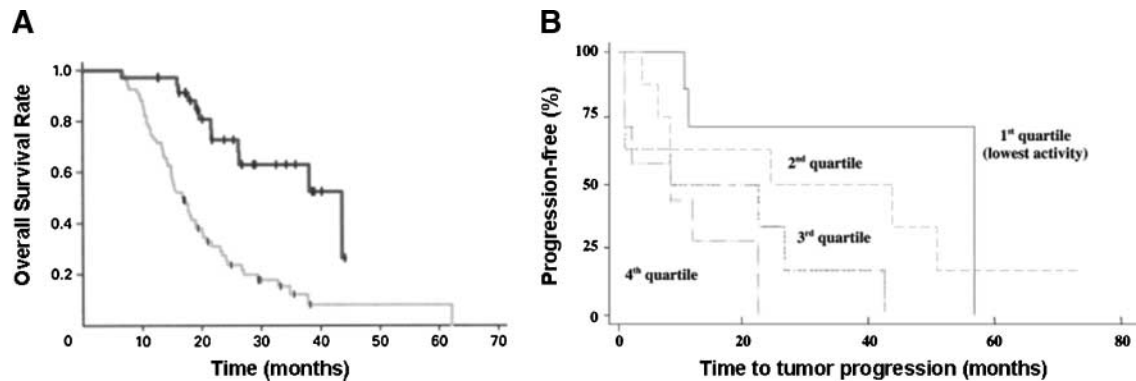 A
Overall Survival Rate
1.0
0.8
0.6
0.4
0.2
0
10
20
30
40
50
60
70
Time (months)
B
Progression-free (%)
100
75
50
25
0
1st quartile
(lowest activity)
2nd quartile
3rd quartile
4th quartile
0
20
40
60
80
Time to tumor progression (months)